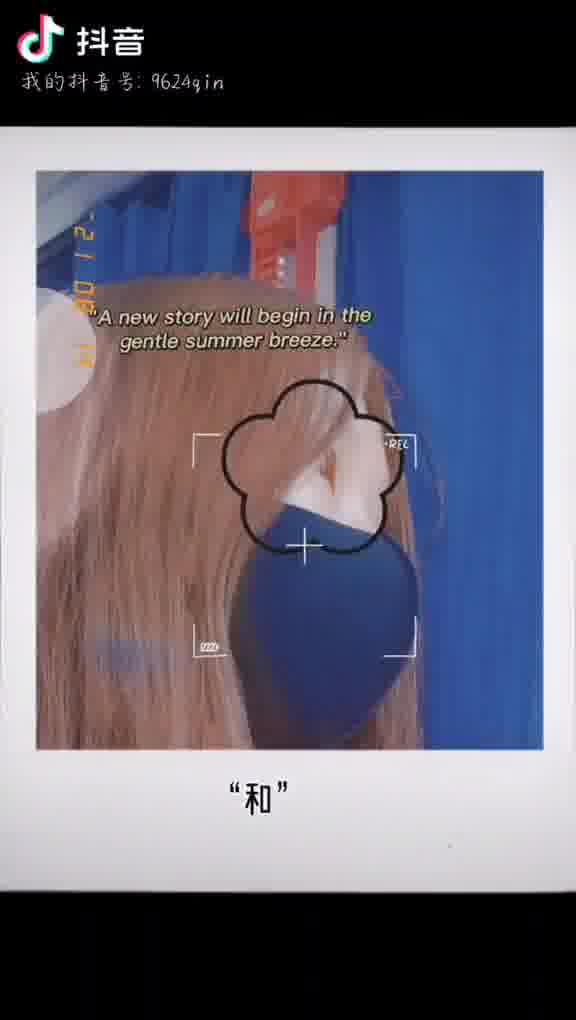 抖音
我的抖音号: 9624qin
"A new story will begin in the
gentle summer breeze."
•REC
“和”